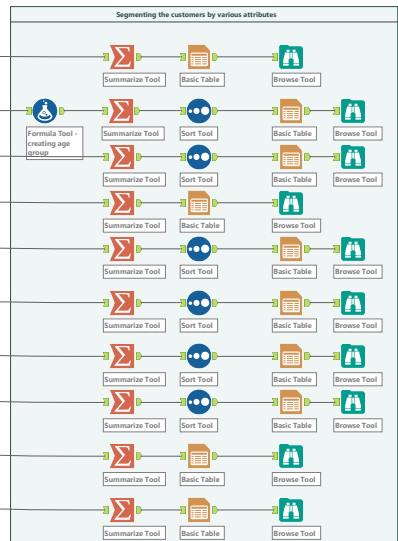 Segmenting the customers by various attributes
Summarize Tool Basic Table Browse Tool
Formula Tool - Summarize Tool Sort Tool Basic Table Browse Tool
creating age
group
Summarize Tool Sort Tool Basic Table Browse Tool
Summarize Tool Basic Table Browse Tool
Summarize Tool Sort Tool Basic Table Browse Tool
Summarize Tool Sort Tool Basic Table Browse Tool
Summarize Tool Sort Tool Basic Table Browse Tool
Summarize Tool Sort Tool Basic Table Browse Tool
Summarize Tool Basic Table Browse Tool
Summarize Tool Basic Table Browse Tool